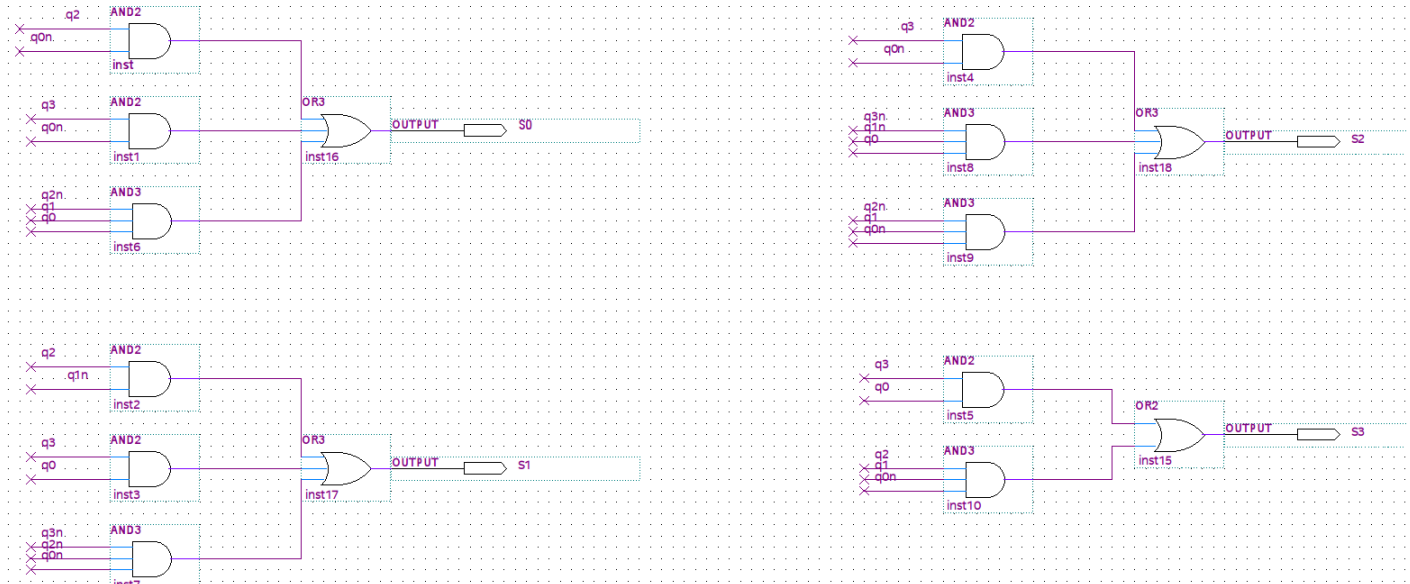 q2
AND2
q0n
inst
q3
AND2
q0n
inst1
OR3
OUTPUT
S0
inst16
AND3
q2n
q1
q0
inst6
q3
AND2
q0n
inst4
AND3
q3n
q1n
q0
inst8
OR3
OUTPUT
S2
inst18
AND3
q2n
q1
q0n
inst9
q2
AND2
q1n
inst2
q3
AND2
q0
inst3
OR3
OUTPUT
S1
inst17
AND3
q3n
q2n
q0n
inst7
q3
AND2
q0
inst5
OR2
OUTPUT
S3
inst15
AND3
q2
q1
q0n
inst10